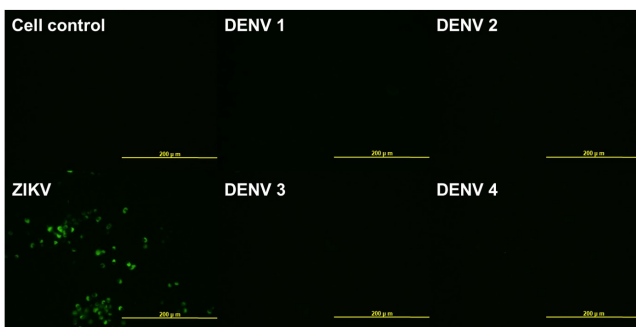 Cell control
DENV 1
DENV 2
200 µm
200 µm
200 µm
ZIKV
DENV 3
DENV 4
200 µm
200 µm
200 µm